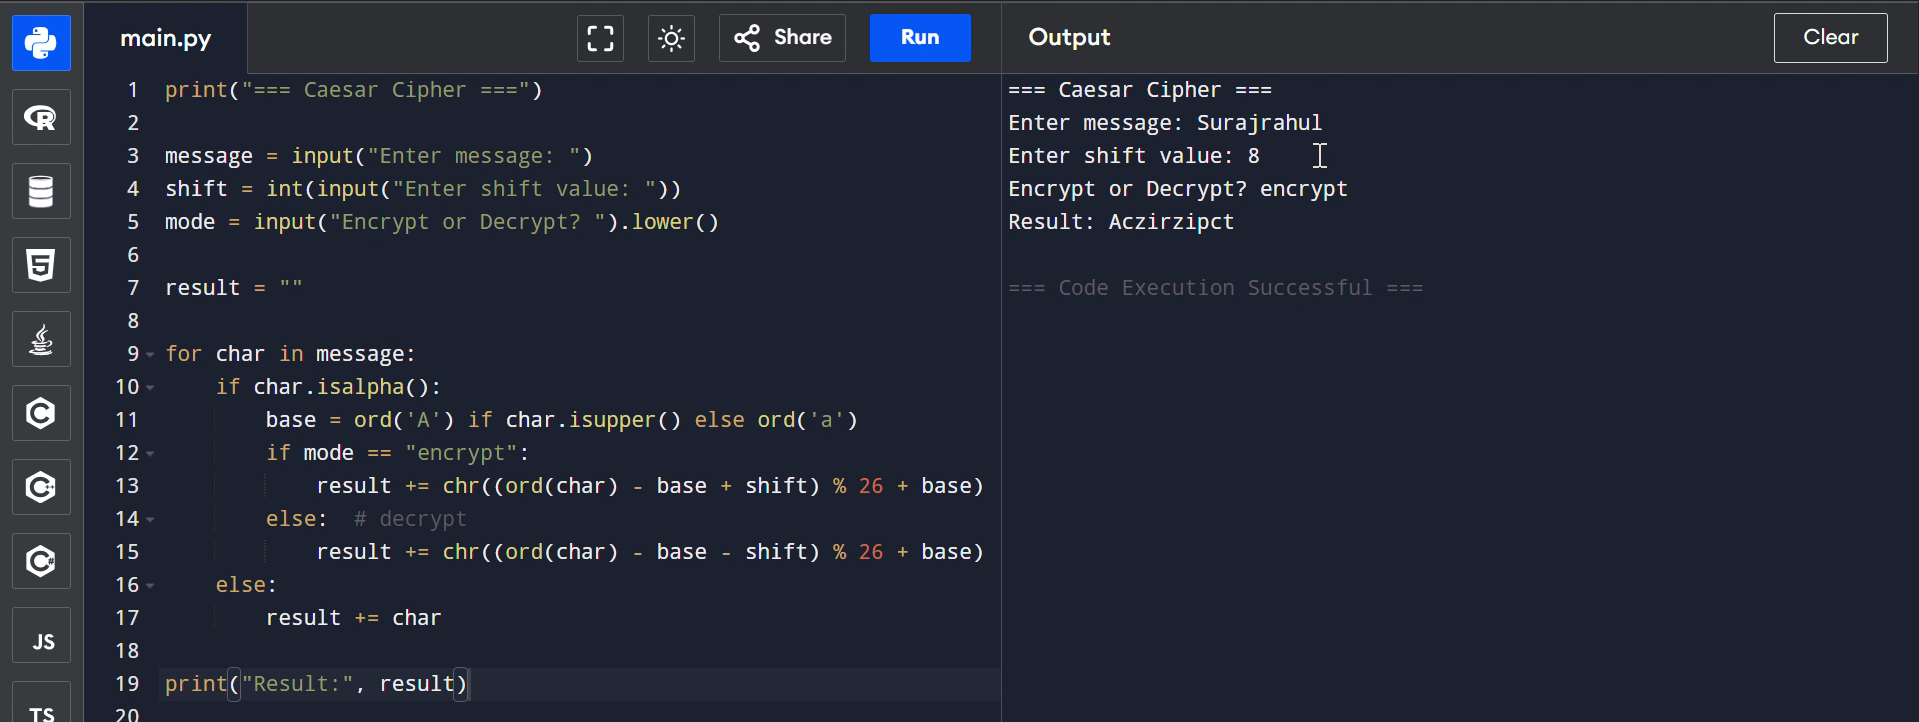 main.py
Share
Run
Output
Clear
1 print("=== Caesar Cipher ===")
2
3 message = input("Enter message: ")
4 shift = int(input("Enter shift value: "))
5 mode = input("Encrypt or Decrypt? ").lower()
6
7 result = ""
8
9 for char in message:
10 if char.isalpha():
11 base = ord('A') if char.isupper() else ord('a')
12 if mode == "encrypt":
13 result += chr((ord(char) - base + shift) % 26 + base)
14 else:  # decrypt
15 result += chr((ord(char) - base - shift) % 26 + base)
16 else:
17 result += char
18
19 print("Result:", result)
20
=== Caesar Cipher ===
Enter message: Surajrahul
Enter shift value: 8
Encrypt or Decrypt? encrypt
Result: Aczirzipct
=== Code Execution Successful ===
R
5
C
C++
C#
JS
TS